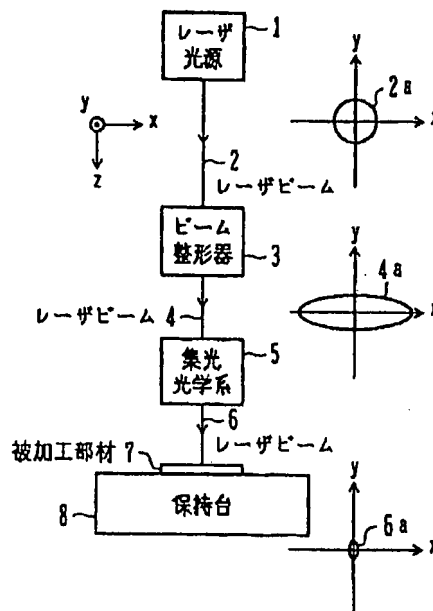 レーザ
光源
1
y
2a
x
y
x
z
2
レーザビーム
ビーム
整形器
3
y
4a
x
レーザビーム 4
集光
光学系
5
6
レーザビーム
被加工部材 7
8
保持台
y
6a
x